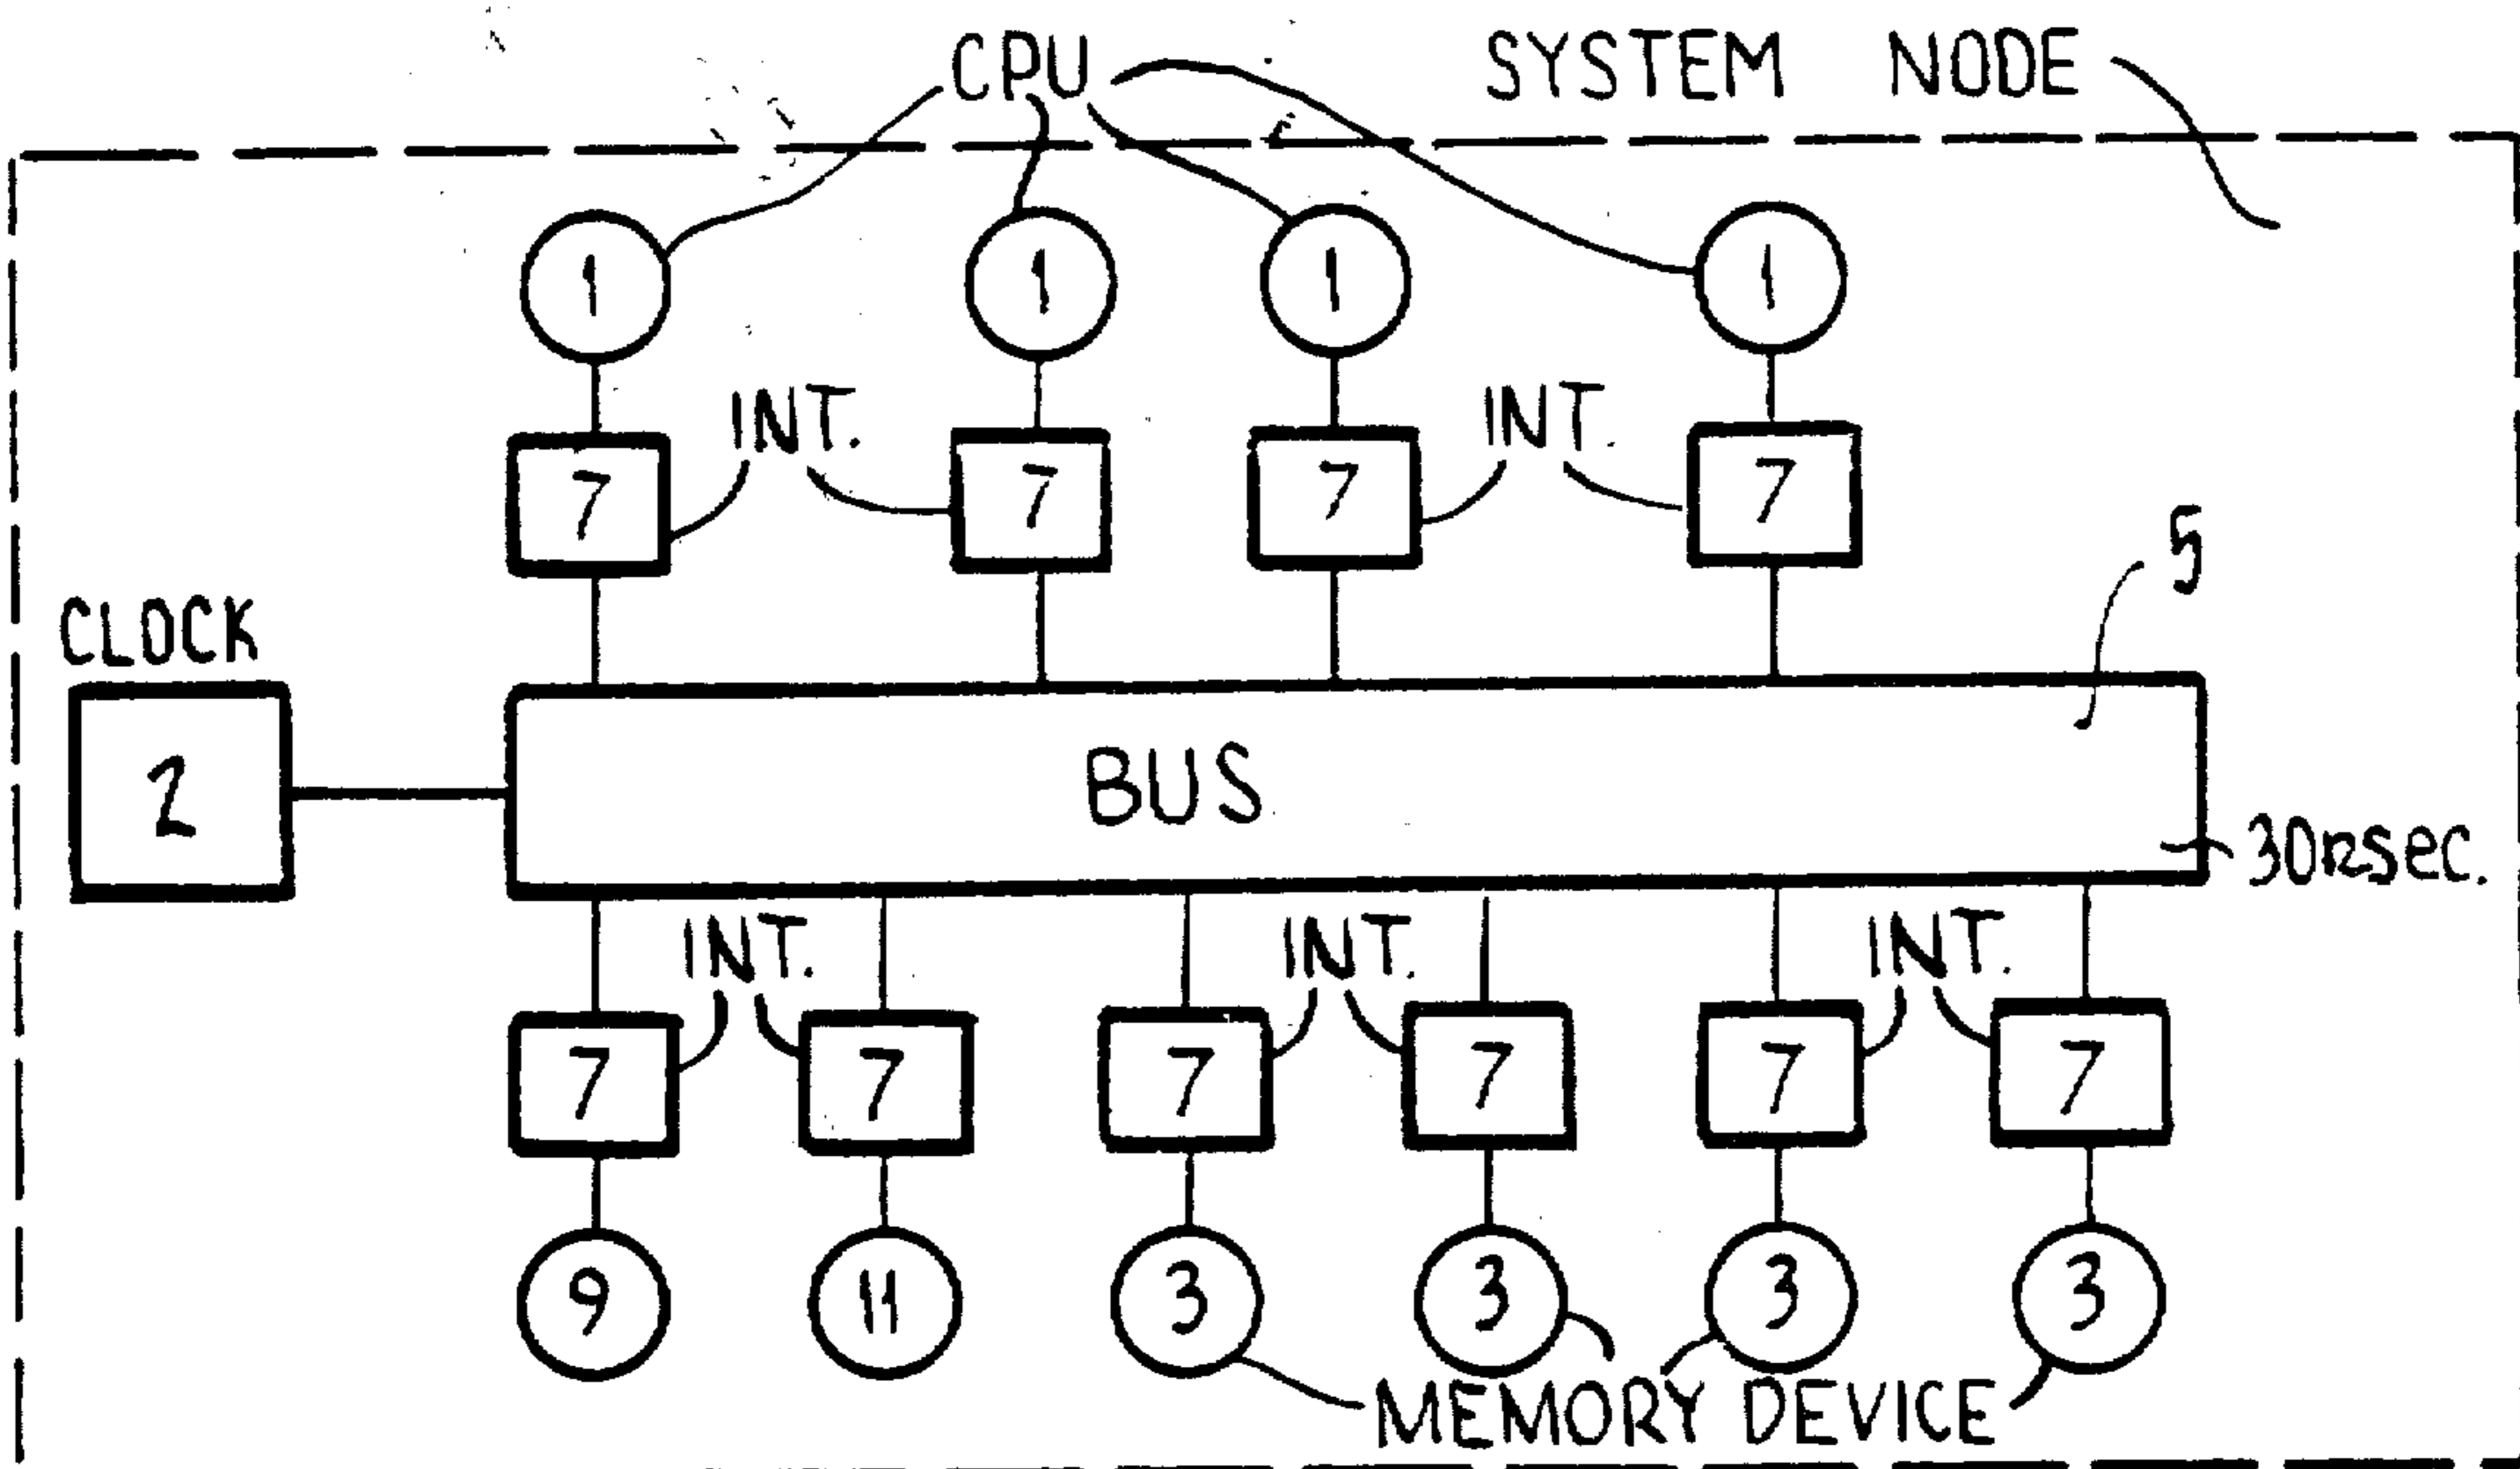 CPU SYSTEM NODE
1 1 1 1
INT. INT.
7 7 7 7
5
CLOCK
2 BUS
30nsec.
INT. INT. INT.
7 7 7 7 7 7
9 11 3 3 3 3
MEMORY DEVICE